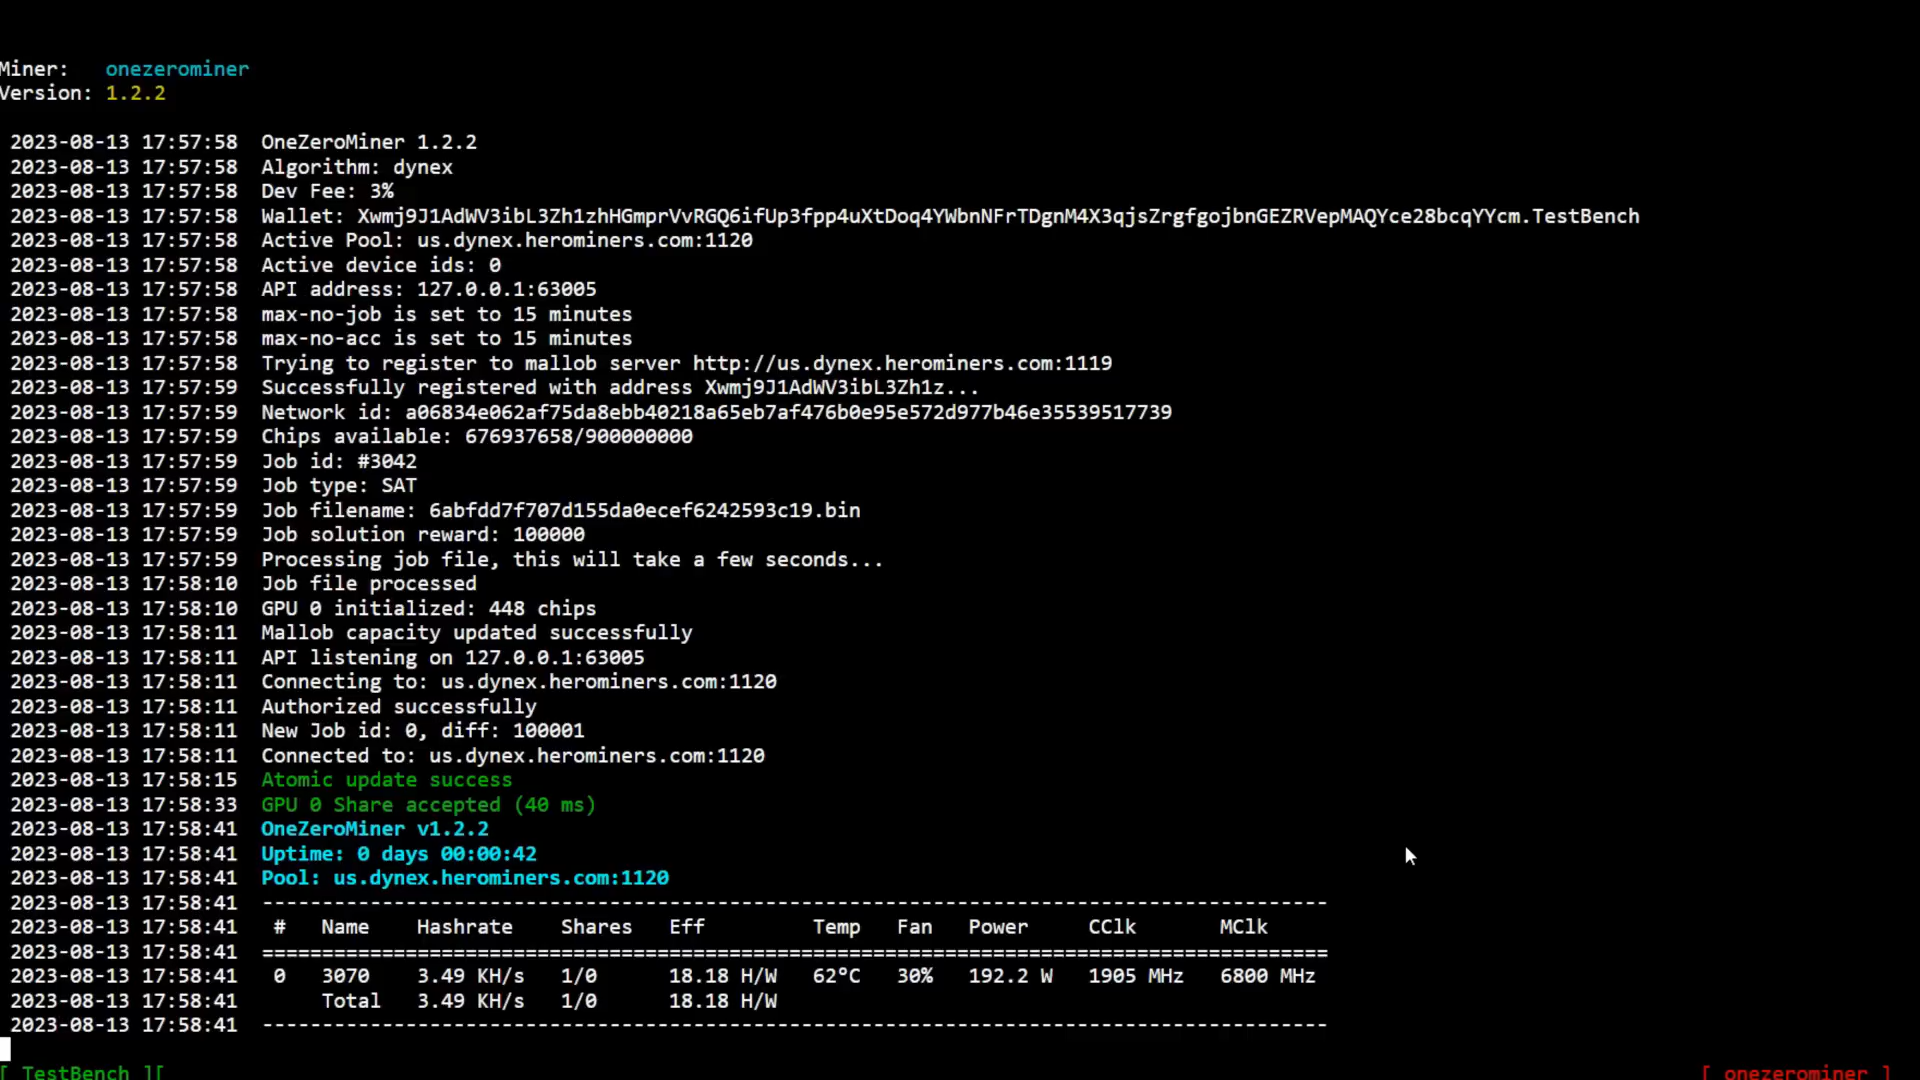 Miner: onezerominer
Version: 1.2.2
2023-08-13 17:57:58 OneZeroMiner 1.2.2
2023-08-13 17:57:58 Algorithm: dynex
2023-08-13 17:57:58 Dev Fee: 3%
2023-08-13 17:57:58 Wallet: Xwmj9J1AdWV3ibL3Zh1zhHGmprVvRGQ6ifUp3fpp4uXtDoq4YWbnNFrTDgnM4X3qjsZrgfgojbnGEZRVepMAQYce28bcqYYcm.TestBench
2023-08-13 17:57:58 Active Pool: us.dynex.herominers.com:1120
2023-08-13 17:57:58 Active device ids: 0
2023-08-13 17:57:58 API address: 127.0.0.1:63005
2023-08-13 17:57:58 max-no-job is set to 15 minutes
2023-08-13 17:57:58 max-no-acc is set to 15 minutes
2023-08-13 17:57:58 Trying to register to mallob server http://us.dynex.herominers.com:1119
2023-08-13 17:57:59 Successfully registered with address Xwmj9J1AdWV3ibL3Zh1z...
2023-08-13 17:57:59 Network id: a06834e062af75da8ebb40218a65eb7af476b0e95e572d977b46e35539517739
2023-08-13 17:57:59 Chips available: 676937658/900000000
2023-08-13 17:57:59 Job id: #3042
2023-08-13 17:57:59 Job type: SAT
2023-08-13 17:57:59 Job filename: 6abfdd7f707d155da0ecef6242593c19.bin
2023-08-13 17:57:59 Job solution reward: 100000
2023-08-13 17:57:59 Processing job file, this will take a few seconds...
2023-08-13 17:58:10 Job file processed
2023-08-13 17:58:10 GPU 0 initialized: 448 chips
2023-08-13 17:58:11 Mallob capacity updated successfully
2023-08-13 17:58:11 API listening on 127.0.0.1:63005
2023-08-13 17:58:11 Connecting to: us.dynex.herominers.com:1120
2023-08-13 17:58:11 Authorized successfully
2023-08-13 17:58:11 New Job id: 0, diff: 100001
2023-08-13 17:58:11 Connected to: us.dynex.herominers.com:1120
2023-08-13 17:58:15 Atomic update success
2023-08-13 17:58:33 GPU 0 Share accepted (40 ms)
2023-08-13 17:58:41 OneZeroMiner v1.2.2
2023-08-13 17:58:41 Uptime: 0 days 00:00:42
2023-08-13 17:58:41 Pool: us.dynex.herominers.com:1120
2023-08-13 17:58:41 -----------------------------------------------------------------------------------------
2023-08-13 17:58:41 # Name Hashrate Shares Eff Temp Fan Power CClk MClk
2023-08-13 17:58:41 =========================================================================================
2023-08-13 17:58:41 0 3070 3.49 KH/s 1/0 18.18 H/W 62°C 30% 192.2 W 1905 MHz 6800 MHz
2023-08-13 17:58:41 Total 3.49 KH/s 1/0 18.18 H/W
2023-08-13 17:58:41 -----------------------------------------------------------------------------------------
[ TestBench ][ [ onezerominer ]